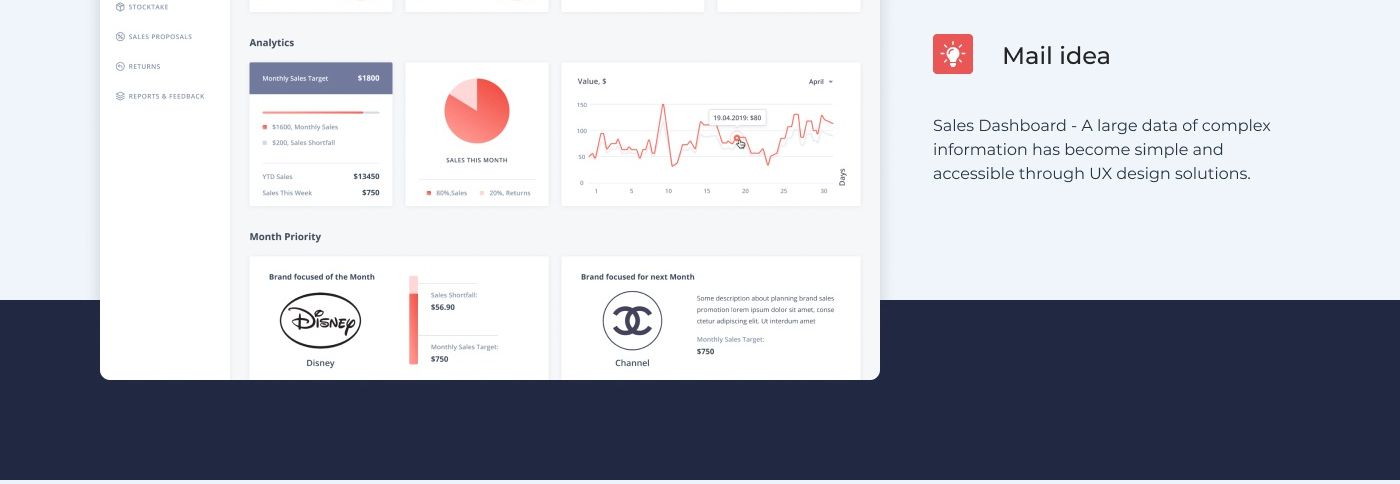 STOCKTAKE
SALES PROPOSALS
RETURNS
REPORTS & FEEDBACK
Analytics
Monthly Sales Target $1800
$1600, Monthly Sales
$200, Sales Shortfall
YTD Sales $13450
Sales This Week $750
SALES THIS MONTH
80%,Sales 20%, Returns
Value, $ April
150
100
50
0
19.04.2019: $80
1 5 10 15 20 25 30
Days
Month Priority
Brand focused of the Month
Disney
Disney
Sales Shortfall:
$56.90
Monthly Sales Target:
$750
Brand focused for next Month
Channel
Some description about planning brand sales
promotion lorem ipsum dolor sit amet, conse
ctetur adipiscing elit. Ut interdum amet
Monthly Sales Target:
$750
Mail idea
Sales Dashboard - A large data of complex
information has become simple and
accessible through UX design solutions.